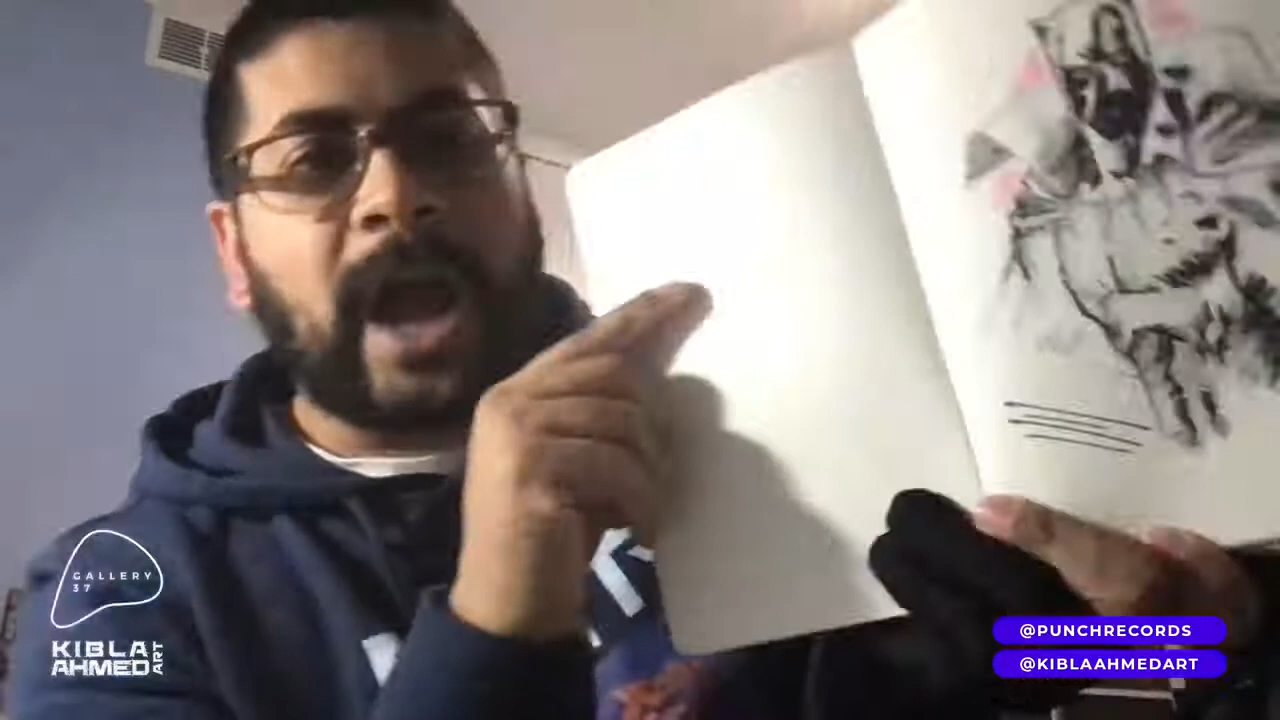 GALLERY
37
KIBLA
AHMED ART
@PUNCHRECORDS
@KIBLAAHMEDART